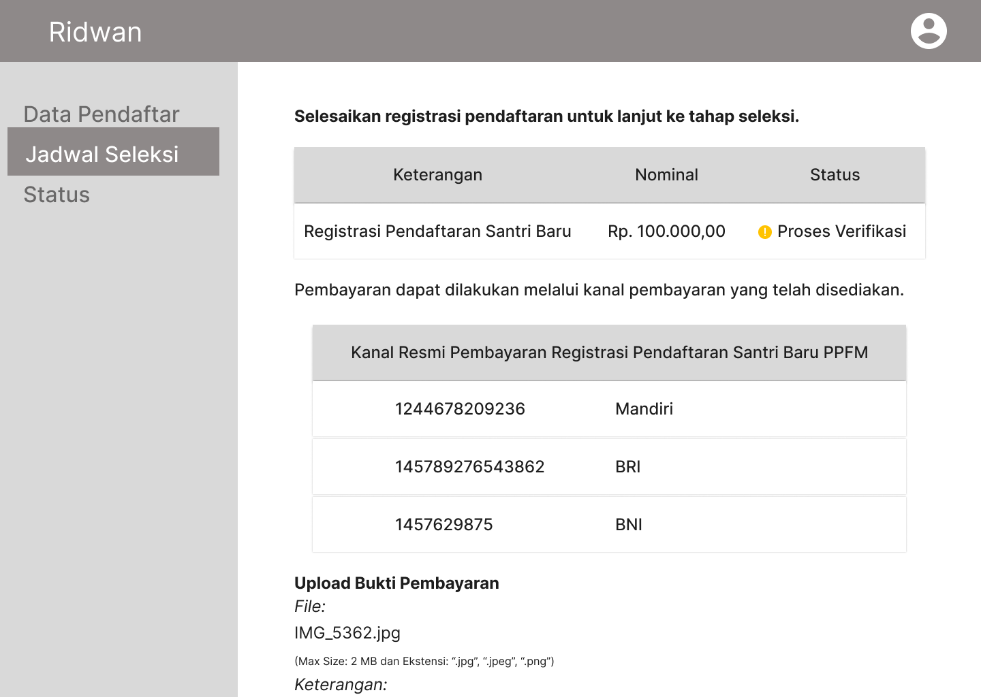 Ridwan
Data Pendaftar
Jadwal Seleksi
Status
Selesaikan registrasi pendaftaran untuk lanjut ke tahap seleksi.
Keterangan Nominal Status
Registrasi Pendaftaran Santri Baru Rp. 100.000,00 ! Proses Verifikasi
Pembayaran dapat dilakukan melalui kanal pembayaran yang telah disediakan.
Kanal Resmi Pembayaran Registrasi Pendaftaran Santri Baru PPFM
1244678209236 Mandiri
145789276543862 BRI
1457629875 BNI
Upload Bukti Pembayaran
File:
IMG_5362.jpg
(Max Size: 2 MB dan Ekstensi: “.jpg”, “.jpeg”, “.png”)
Keterangan: